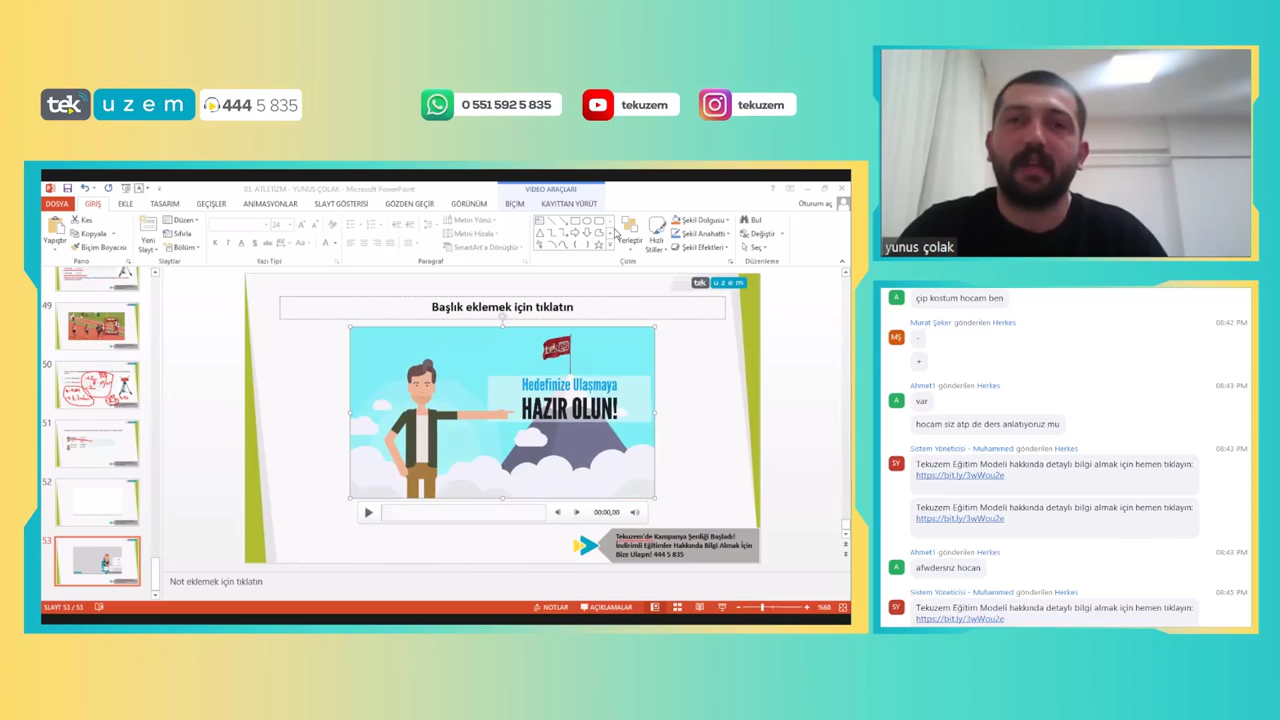 tek uzem 444 5 835
0 551 592 5 835
tekuzem
tekuzem
03. ATLETİZM - YUNUS ÇOLAK - Microsoft PowerPoint
VIDEO ARAÇLARI
DOSYA GİRİŞ EKLE TASARIM GEÇİŞLER ANİMASYONLAR SLAYT GÖSTERİSİ GÖZDEN GEÇİR GÖRÜNÜM BİÇİM KAYITTAN YÜRÜT Oturum aç
Yapıştır
Kes
Kopyala
Biçim Boyacısı
Pano
Yeni
Slayt
Düzen
Sıfırla
Bölüm
Slaytlar
24
K T S abc
Yazı Tipi
Metin Yönü
Metni Hizala
SmartArt'a Dönüştür
Paragraf
Yerleştir
Hızlı
Stiller
Şekil Dolgusu
Şekil Anahattı
Şekil Efektleri
Çizim
Bul
Değiştir
Seç
Düzenleme
49
50
51
52
53
tek uzem
Başlık eklemek için tıklatın
tek
Hedefinize Ulaşmaya
HAZIR OLUN!
00:00,00
Tekuzem'de Kampanya Şenliği Başladı!
İndirimli Eğitimler Hakkında Bilgi Almak İçin
Bize Ulaşın! 444 5 835
Not eklemek için tıklatın
SLAYT 53 / 53
NOTLAR
AÇIKLAMALAR
%68
yunus çolak
A
çıp kostum hocam ben
Murat Şeker gönderilen Herkes 08:42 PM
MŞ
-
+
Ahmet1 gönderilen Herkes 08:43 PM
A
var
hocam siz atp de ders anlatıyoruz mu
Sistem Yöneticisi - Muhammed gönderilen Herkes 08:43 PM
SY
Tekuzem Eğitim Modeli hakkında detaylı bilgi almak için hemen tıklayın:
https://bit.ly/3wWou2e
Tekuzem Eğitim Modeli hakkında detaylı bilgi almak için hemen tıklayın:
https://bit.ly/3wWou2e
Ahmet1 gönderilen Herkes 08:43 PM
A
afwdersnz hocan
Sistem Yöneticisi - Muhammed gönderilen Herkes 08:45 PM
SY
Tekuzem Eğitim Modeli hakkında detaylı bilgi almak için hemen tıklayın:
https://bit.ly/3wWou2e